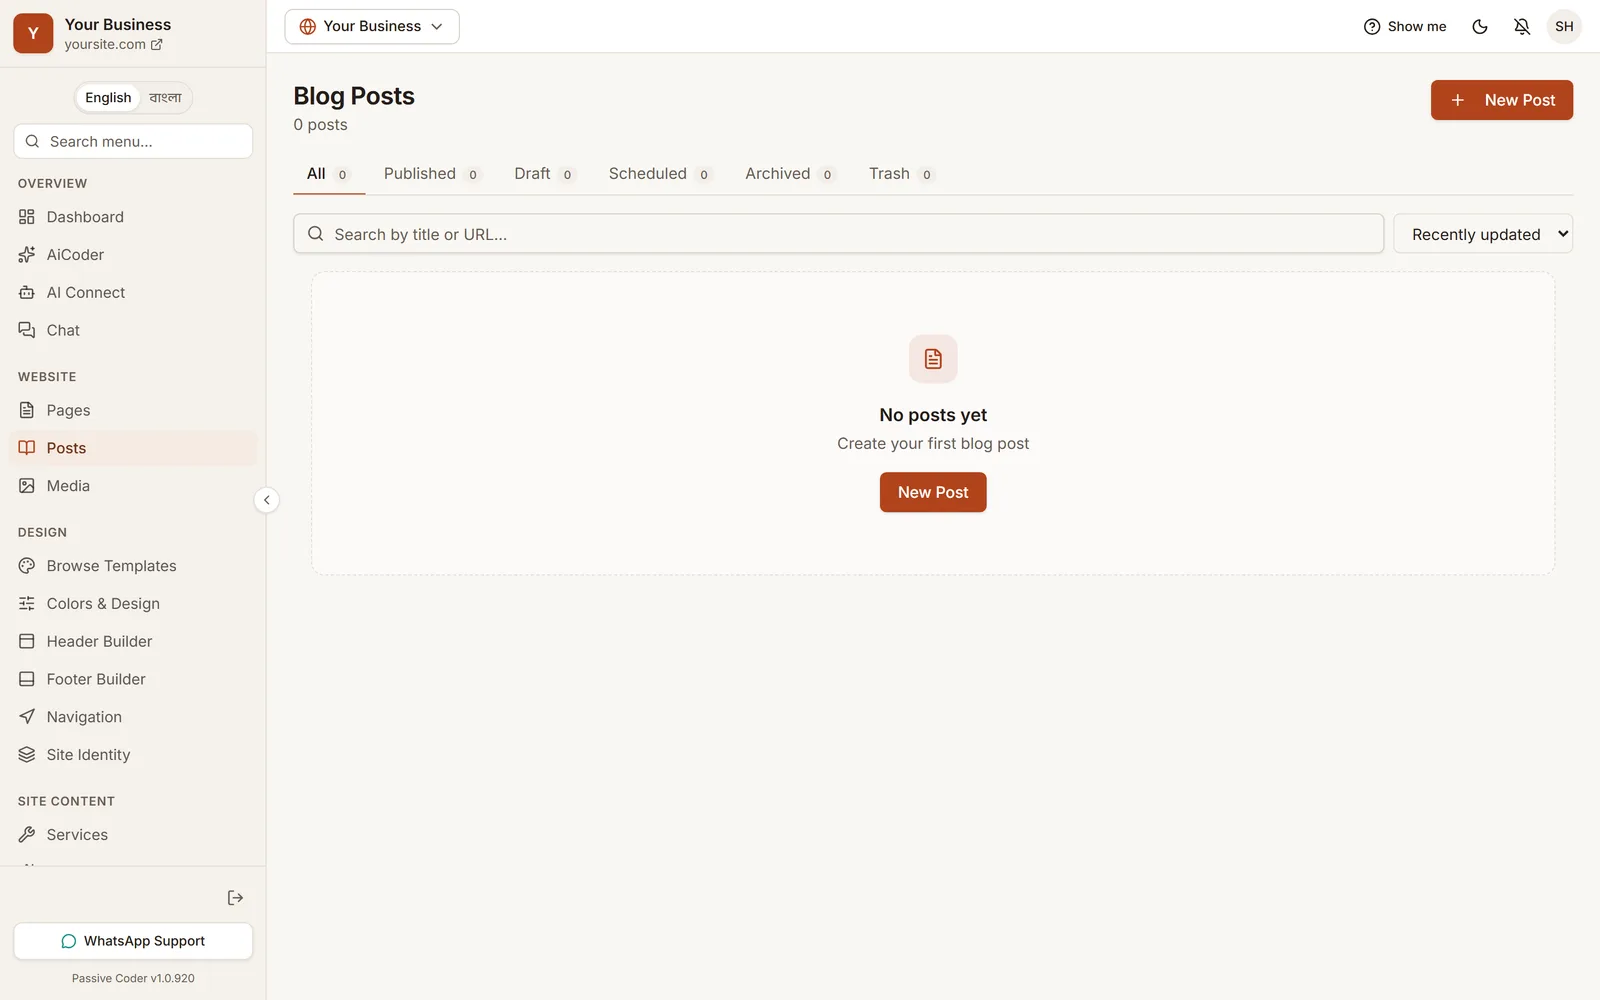 Y
Your Business
yoursite.com
English
বাংলা
Search menu...
OVERVIEW
Dashboard
AiCoder
AI Connect
Chat
WEBSITE
Pages
Posts
Media
DESIGN
Browse Templates
Colors & Design
Header Builder
Footer Builder
Navigation
Site Identity
SITE CONTENT
Services
WhatsApp Support
Passive Coder v1.0.920
Your Business
Show me
SH
Blog Posts
0 posts
New Post
All 0
Published 0
Draft 0
Scheduled 0
Archived 0
Trash 0
Search by title or URL...
Recently updated
No posts yet
Create your first blog post
New Post